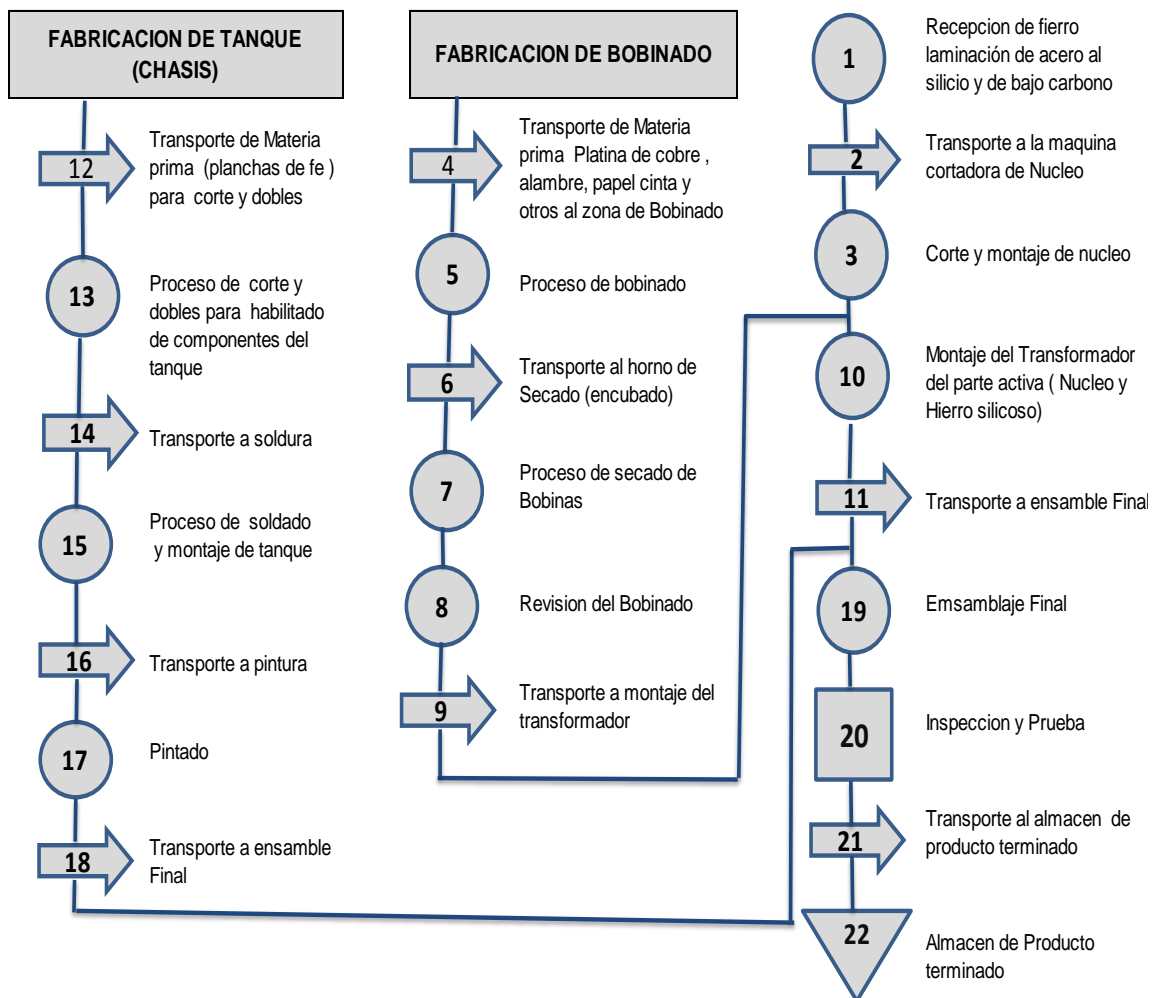 FABRICACION DE TANQUE
(CHASIS)
12
Transporte de Materia
prima (planchas de fe )
para corte y dobles
13
Proceso de corte y
dobles para habilitado
de componentes del
tanque
14
Transporte a soldura
15
Proceso de soldado
y montaje de tanque
16
Transporte a pintura
17
Pintado
18
Transporte a ensamble
Final
FABRICACION DE BOBINADO
4
Transporte de Materia
prima Platina de cobre ,
alambre, papel cinta y
otros al zona de Bobinado
5
Proceso de bobinado
6
Transporte al horno de
Secado (encubado)
7
Proceso de secado de
Bobinas
8
Revision del Bobinado
9
Transporte a montaje del
transformador
1
Recepcion de fierro
laminación de acero al
silicio y de bajo carbono
2
Transporte a la maquina
cortadora de Nucleo
3
Corte y montaje de nucleo
10
Montaje del Transformador
del parte activa ( Nucleo y
Hierro silicoso)
11
Transporte a ensamble Final
19
Emsamblaje Final
20
Inspeccion y Prueba
21
Transporte al almacen de
producto terminado
22
Almacen de Producto
terminado